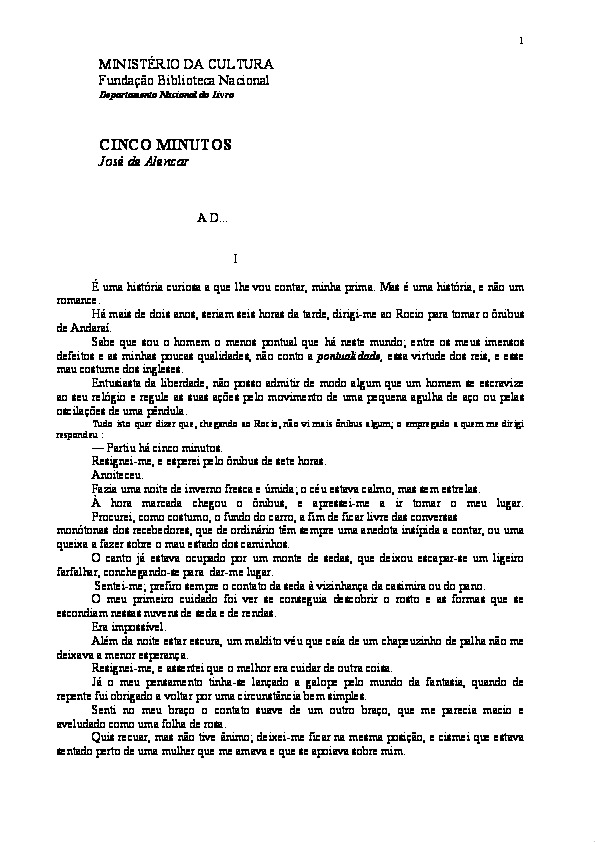 1
MINISTÉRIO DA CULTURA
Fundação Biblioteca Nacional
Departamento Nacional do Livro
CINCO MINUTOS
José de Alencar
A D...
I
É uma história curiosa a que lhe vou contar, minha prima. Mas é uma história, e não um
romance.
Há mais de dois anos, seriam seis horas da tarde, dirigi-me ao Rocio para tomar o ônibus
de Andaraí.
Sabe que sou o homem o menos pontual que há neste mundo; entre os meus imensos
defeitos e as minhas poucas qualidades, não conto a pontualidade, essa virtude dos reis, e esse
mau costume dos ingleses.
Entusiasta da liberdade, não posso admitir de modo algum que um homem se escravize
ao seu relógio e regule as suas ações pelo movimento de uma pequena agulha de aço ou pelas
oscilações de uma pêndula.
Tudo isto quer dizer que, chegando ao Rocio, não vi mais ônibus algum; o empregado a quem me dirigi
respondeu :
— Partiu há cinco minutos.
Resignei-me, e esperei pelo ônibus de sete horas.
Anoiteceu.
Fazia uma noite de inverno fresca e úmida; o céu estava calmo, mas sem estrelas.
À hora marcada chegou o ônibus, e apressei-me a ir tomar o meu lugar.
Procurei, como costumo, o fundo do carro, a fim de ficar livre das conversas
monótonas dos recebedores, que de ordinário têm sempre uma anedota insípida a contar, ou uma
queixa a fazer sobre o mau estado dos caminhos.
O canto já estava ocupado por um monte de sedas, que deixou escapar-se um ligeiro
farfalhar, conchegando-se para dar-me lugar.
Sentei-me; prefiro sempre o contato da seda à vizinhança da casimira ou do pano.
O meu primeiro cuidado foi ver se conseguia descobrir o rosto e as formas que se
escondiam nessas nuvens de seda e de rendas.
Era impossível.
Além da noite estar escura, um maldito véu que caía de um chapeuzinho de palha não me
deixava a menor esperança.
Resignei-me, e assentei que o melhor era cuidar de outra coisa.
Já o meu pensamento tinha-se lançado a galope pelo mundo da fantasia, quando de
repente fui obrigado a voltar por uma circunstância bem simples.
Senti no meu braço o contato suave de um outro braço, que me parecia macio e
aveludado como uma folha de rosa.
Quis recuar, mas não tive ânimo; deixei-me ficar na mesma posição, e cismei que estava
sentado perto de uma mulher que me amava e que se apoiava sobre mim.